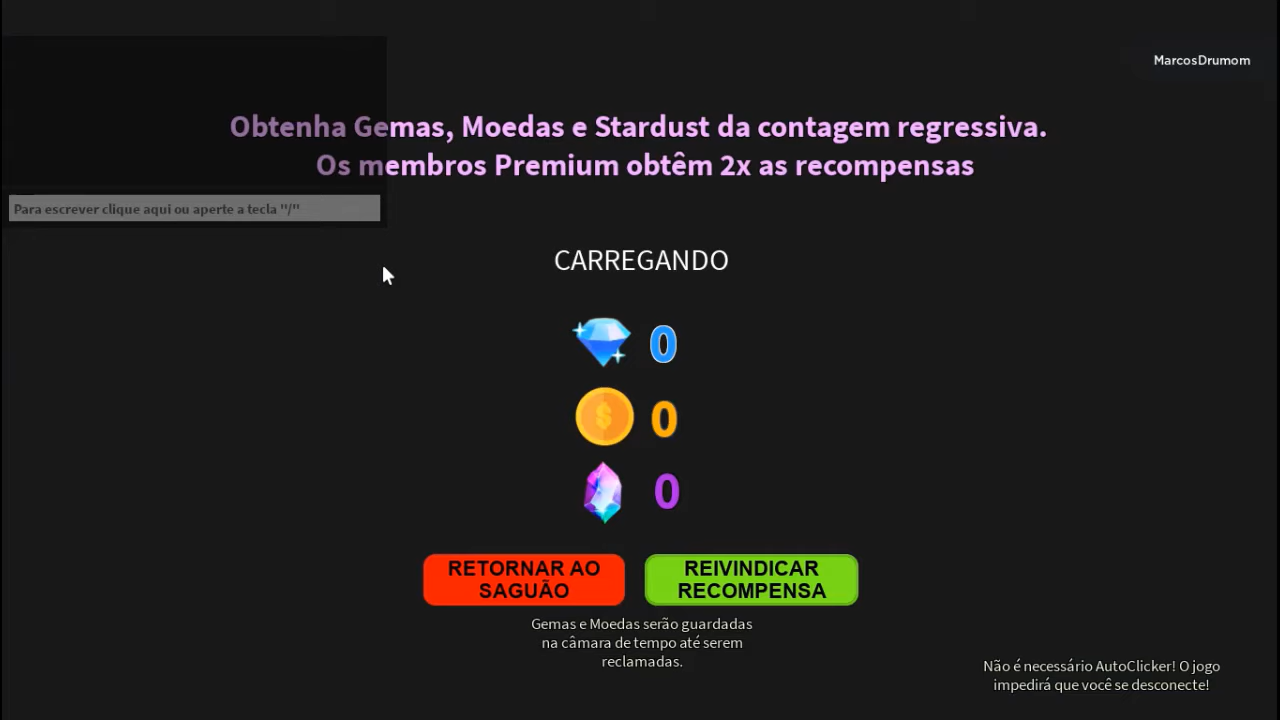 MarcosDrumom
Obtenha Gemas, Moedas e Stardust da contagem regressiva.
Os membros Premium obtêm 2x as recompensas
Para escrever clique aqui ou aperte a tecla "/"
CARREGANDO
0
$
0
0
RETORNAR AO
SAGUÃO
REIVINDICAR
RECOMPENSA
Gemas e Moedas serão guardadas
na câmara de tempo até serem
reclamadas.
Não é necessário AutoClicker! O jogo
impedirá que você se desconecte!